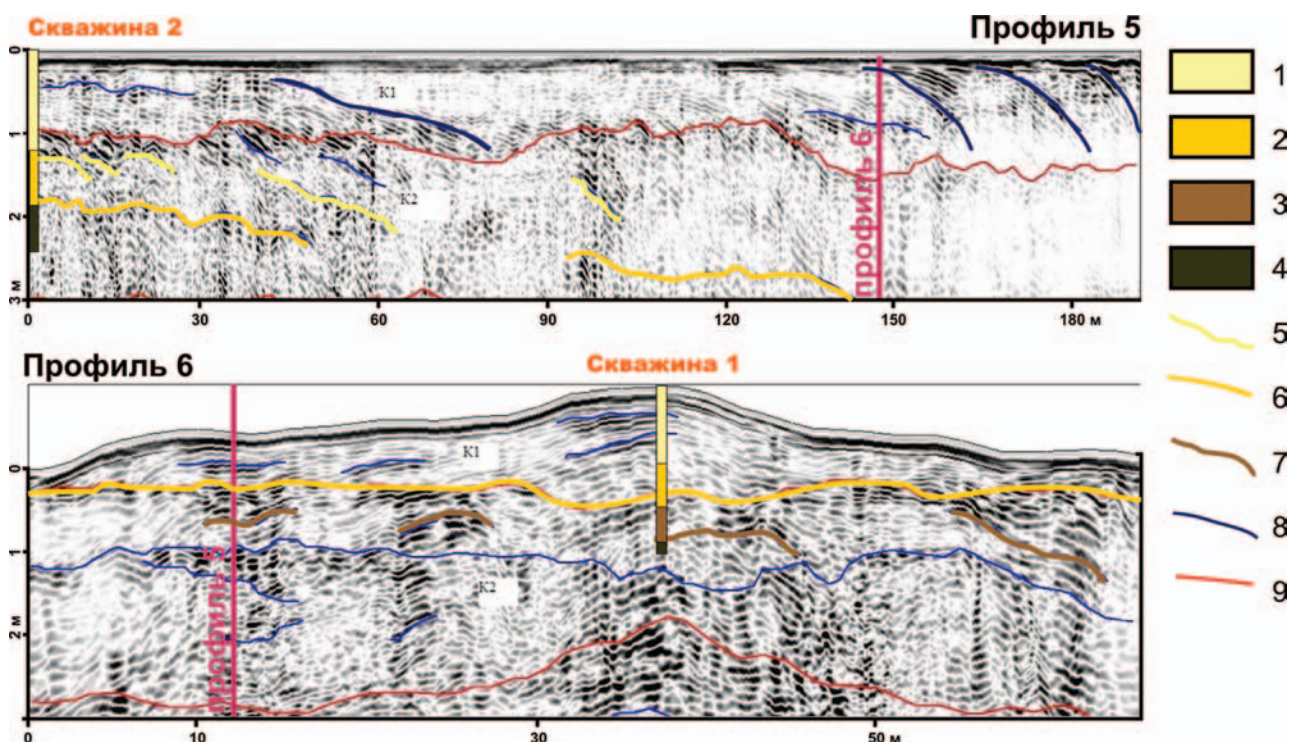 Скважина 2
Профиль 5
0
1
2
3 м
К1
К2
профиль 6
0
30
60
90
120
150
180 м
Профиль 6
Скважина 1
0
1
2 м
К1
К2
профиль 5
0
10
30
50 м
1
2
3
4
5
6
7
8
9